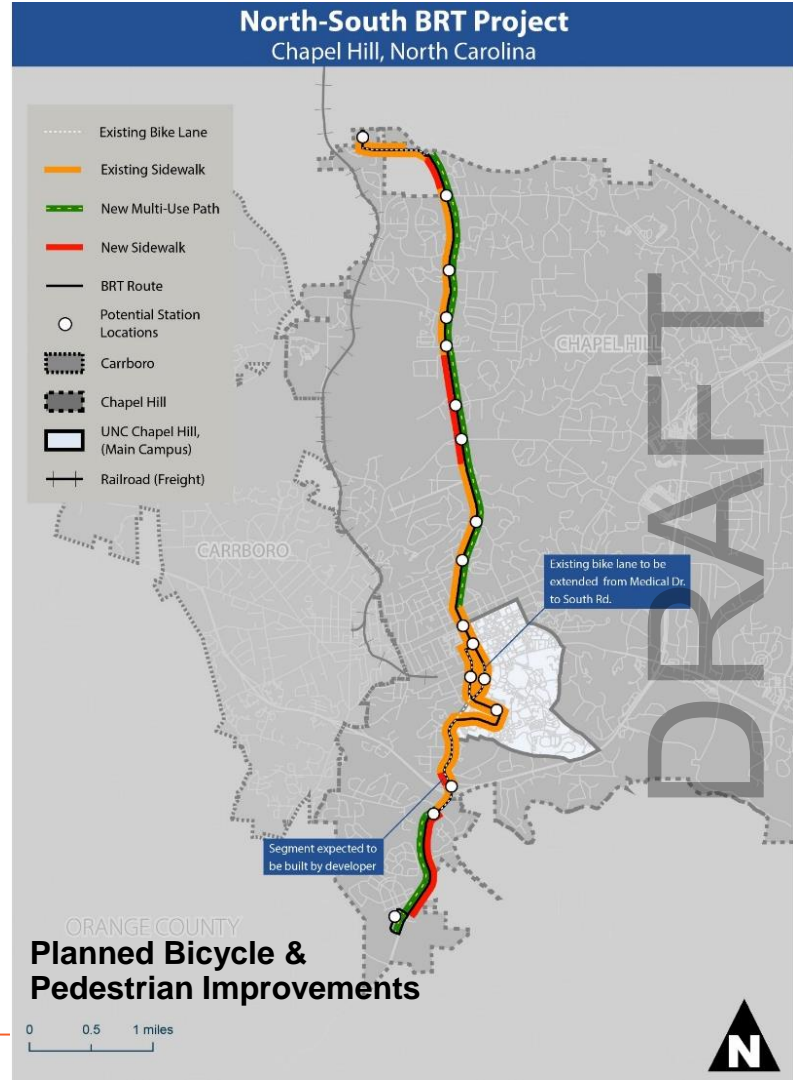 North-South BRT Project
Chapel Hill, North Carolina
Existing Bike Lane
Existing Sidewalk
New Multi-Use Path
New Sidewalk
BRT Route
Potential Station
Locations
Carrboro
Chapel Hill
UNC Chapel Hill,
(Main Campus)
Railroad (Freight)
CHAPEL HILL
DRAFT
CARRBORO
Existing bike lane to be
extended from Medical Dr.
to South Rd.
Segment expected to
be built by developer
ORANGE COUNTY
Planned Bicycle &
Pedestrian Improvements
0 0.5 1 miles
N